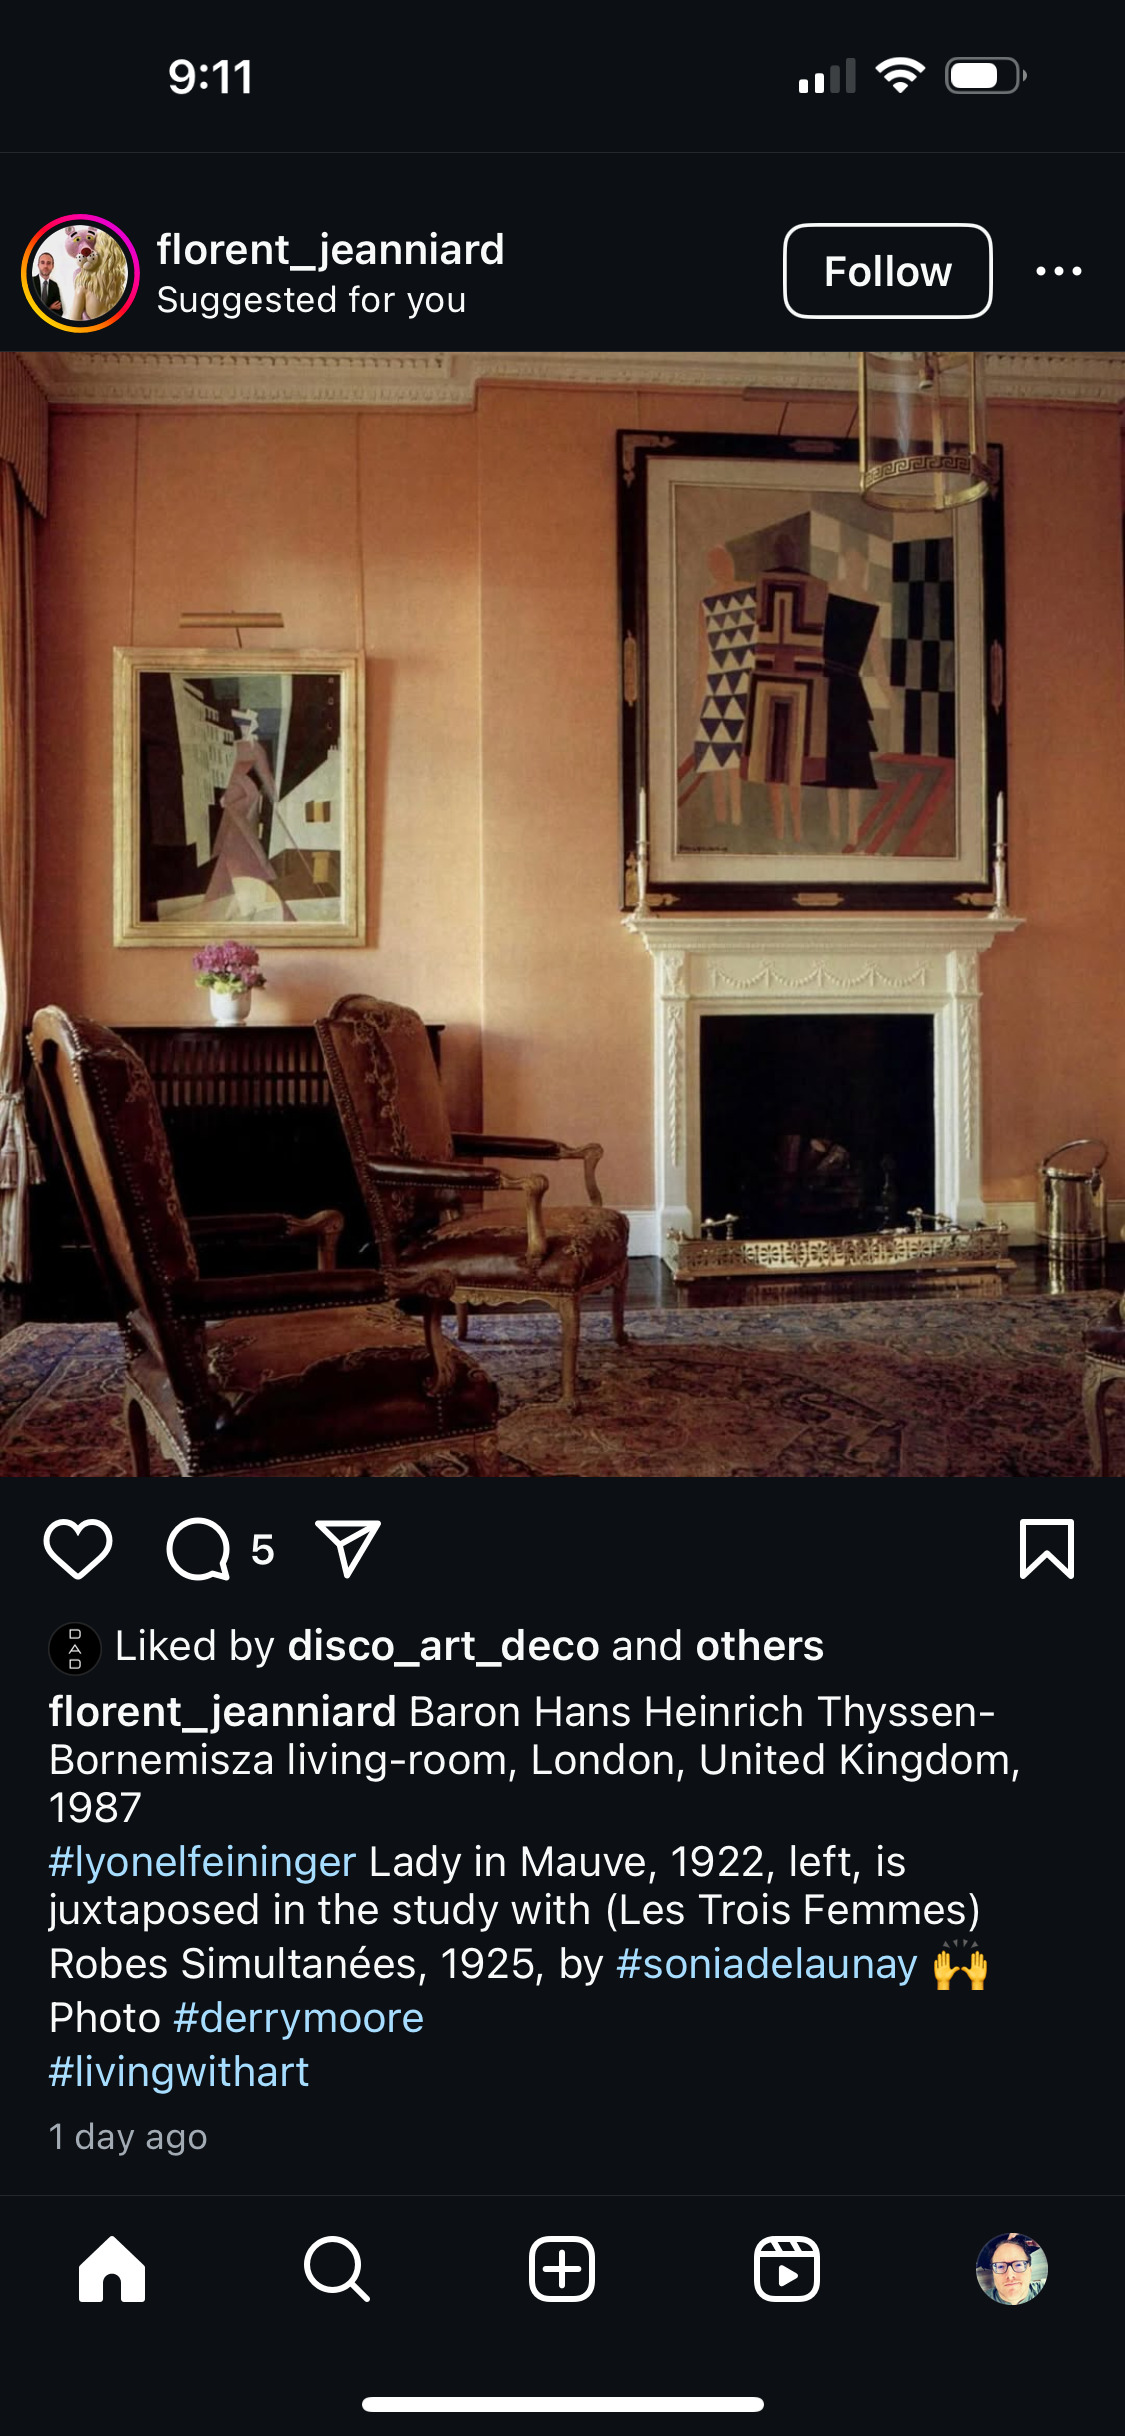 9:11
florent_jeanniard
Suggested for you
Follow
5
DAD
Liked by disco_art_deco and others
florent_jeanniard Baron Hans Heinrich Thyssen-
Bornemisza living-room, London, United Kingdom,
1987
#lyonelfeininger Lady in Mauve, 1922, left, is
juxtaposed in the study with (Les Trois Femmes)
Robes Simultanées, 1925, by #soniadelaunay 🙌
Photo #derrymoore
#livingwithart
1 day ago